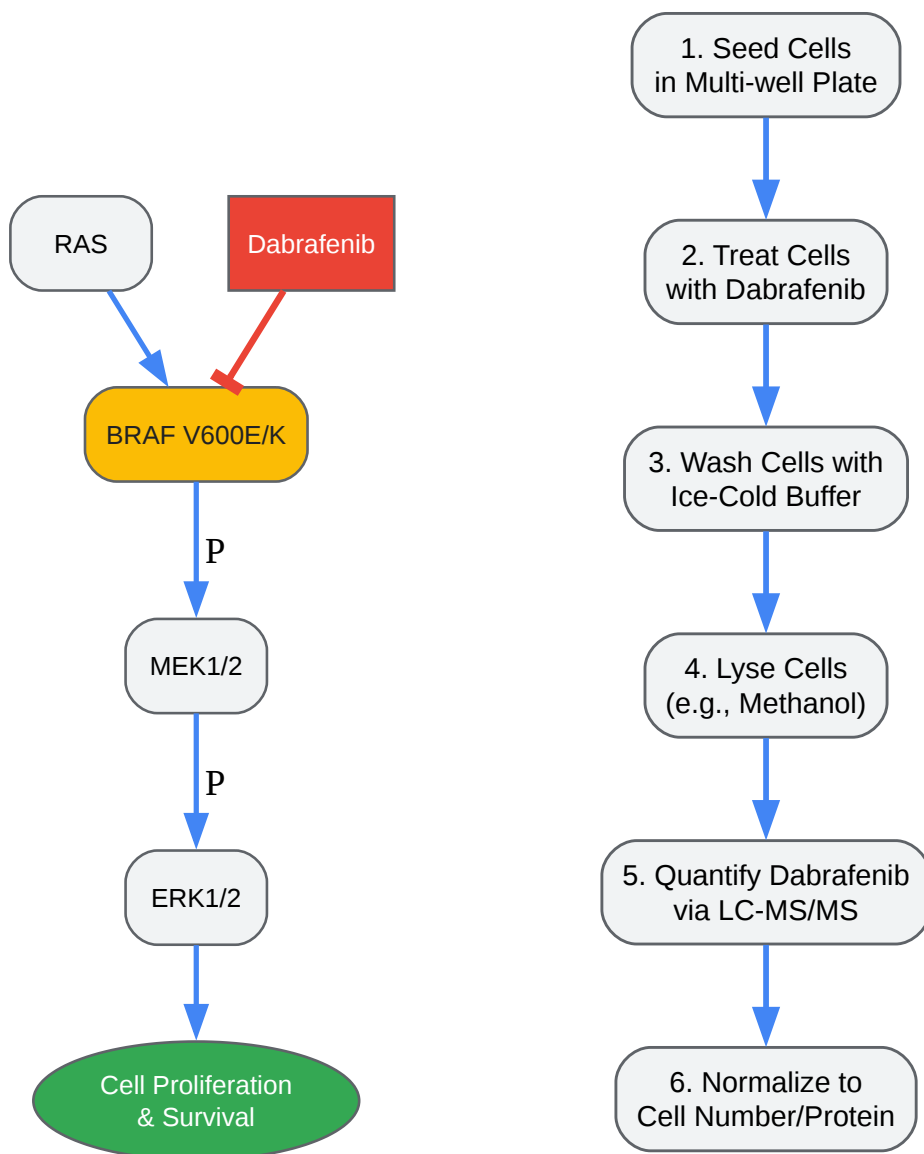 RAS
Dabrafenib
BRAF V600E/K
P
MEK1/2
P
ERK1/2
Cell Proliferation
& Survival
1. Seed Cells
in Multi-well Plate
2. Treat Cells
with Dabrafenib
3. Wash Cells with
Ice-Cold Buffer
4. Lyse Cells
(e.g., Methanol)
5. Quantify Dabrafenib
via LC-MS/MS
6. Normalize to
Cell Number/Protein